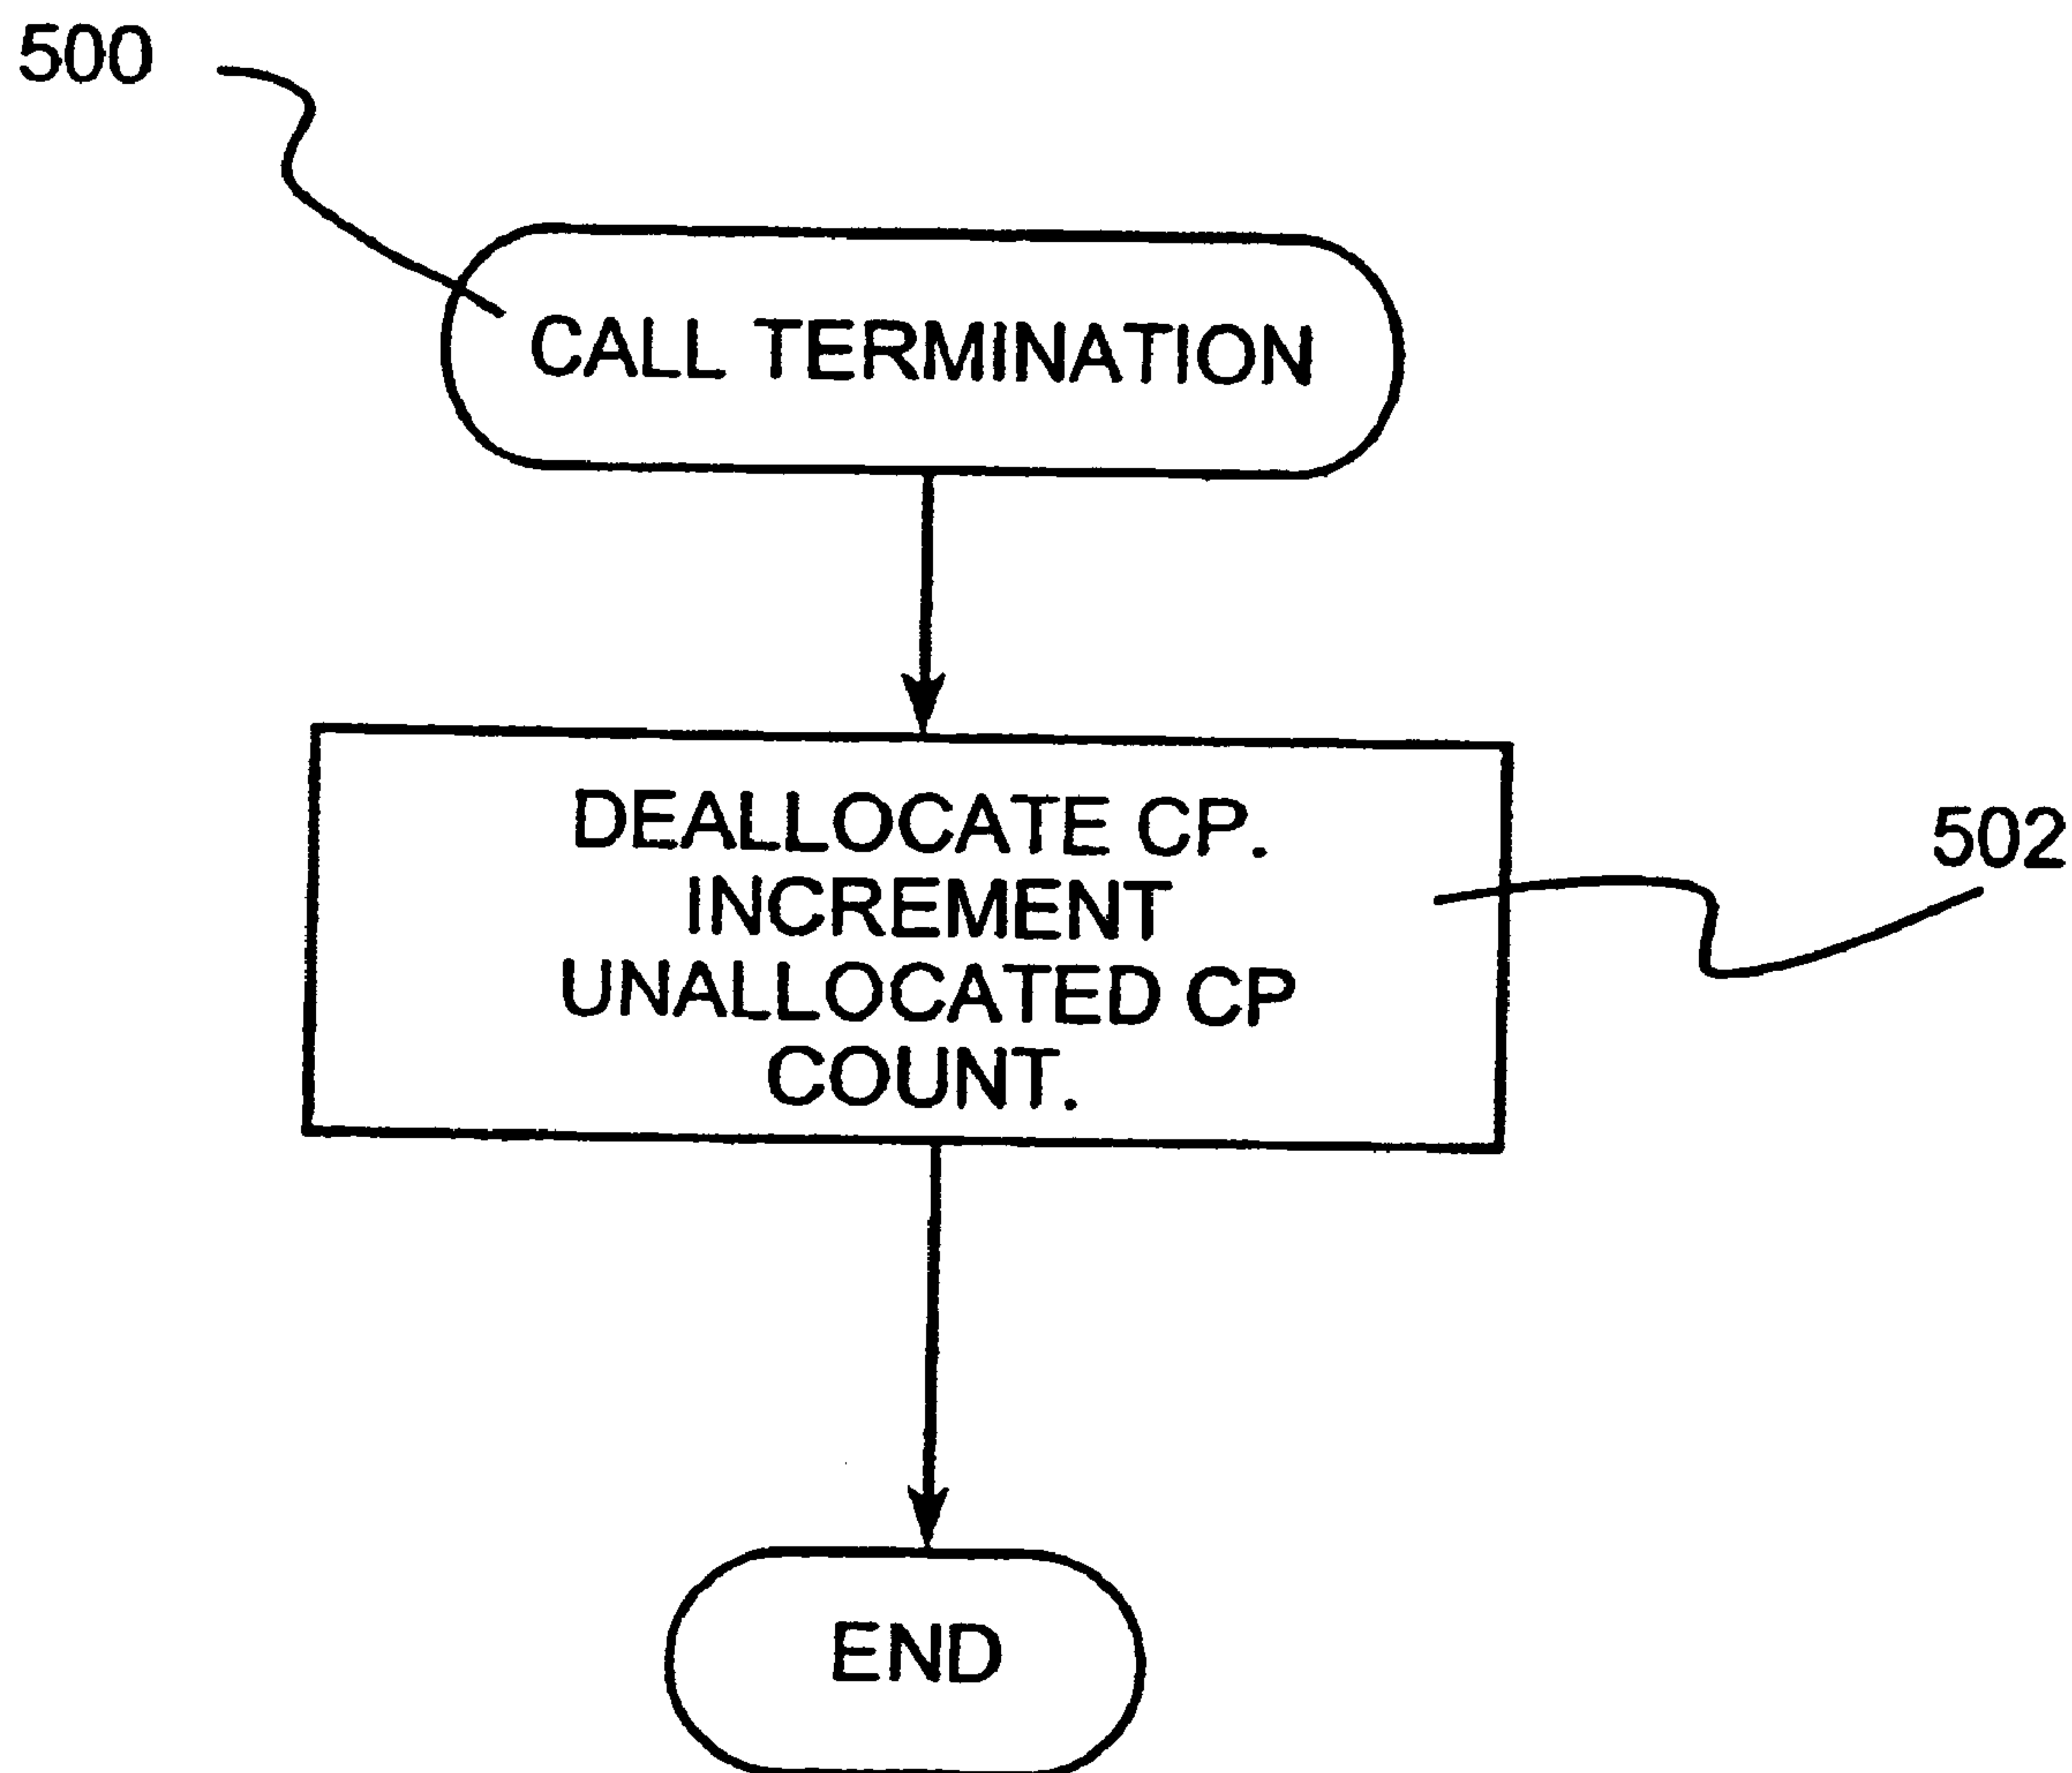 500
CALL TERMINATION
DEALLOCATE CP.
INCREMENT
UNALLOCATED CP
COUNT.
502
END